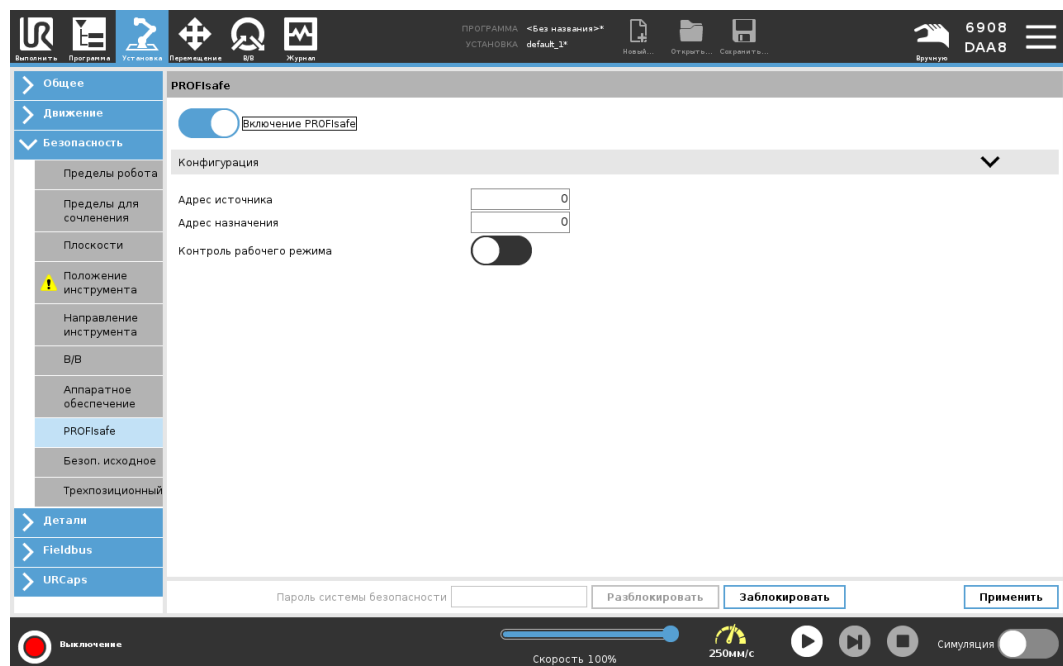 UR
ПРОГРАММА <Без названия>*
УСТАНОВКА default_1*
6908
DAA8
Выполнить Программа Установка Перемещение В/В Журнал
Новый... Открыть... Сохранить...
Вручную
Общее
Движение
Безопасность
Пределы робота
Пределы для
сочленения
Плоскости
Положение
инструмента
Направление
инструмента
В/В
Аппаратное
обеспечение
PROFIsafe
Безоп. исходное
Трехпозиционный
Детали
Fieldbus
URCaps
PROFIsafe
Включение PROFIsafe
Конфигурация
Адрес источника 0
Адрес назначения 0
Контроль рабочего режима
Пароль системы безопасности Разблокировать Заблокировать Применить
Выключение
Скорость 100%
250мм/с
Симуляция